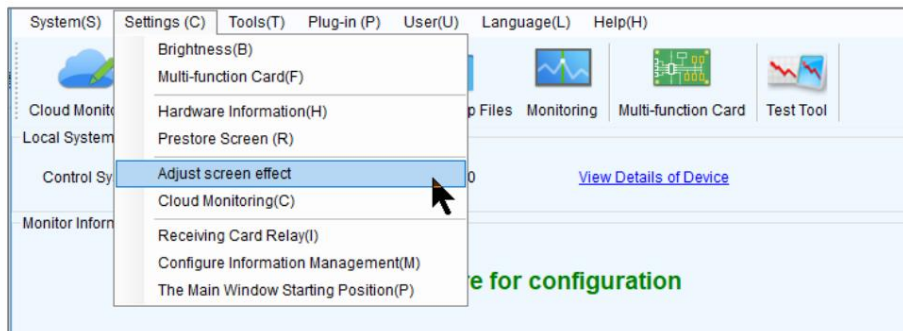 System(S) Settings (C) Tools(T) Plug-in (P) User(U) Language(L) Help(H)
Brightness(B)
Multi-function Card(F)
Cloud Monito Hardware Information(H) p Files Monitoring Multi-function Card Test Tool
Local System Prestore Screen (R)
Control Sy Adjust screen effect 0 View Details of Device
Cloud Monitoring(C)
Monitor Inform
Receiving Card Relay(I)
Configure Information Management(M) e for configuration
The Main Window Starting Position(P)